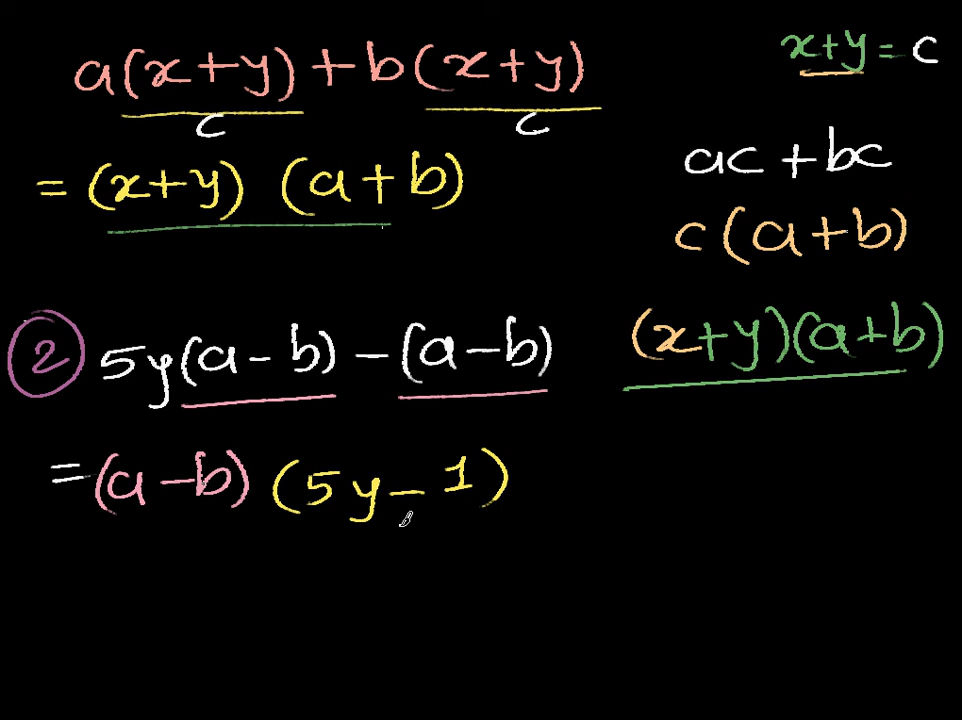 a(x+y)+b(x+y)
c c
= (x+y) (a+b)
x+y = c
ac + bc
c(a+b)
(x+y)(a+b)
2 5y(a-b) - (a-b)
= (a-b) (5y-1)